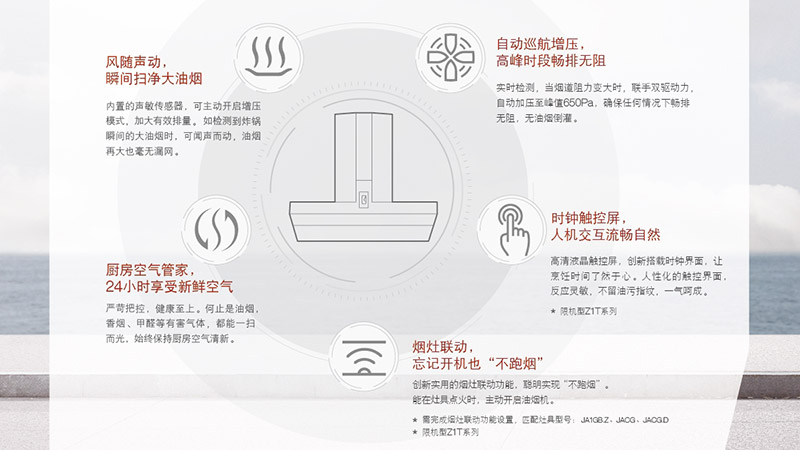 风随声动，
瞬间扫净大油烟
内置的声敏传感器，可主动开启增压
模式，加大有效排量。如检测到炸锅
瞬间的大油烟时，可闻声而动，油烟
再大也毫无漏网。
自动巡航增压，
高峰时段畅排无阻
实时检测，当烟道阻力变大时，联手双驱动力，
自动加压至峰值650Pa，确保任何情况下畅排
无阻，无油烟倒灌。
厨房空气管家，
24小时享受新鲜空气
严苛把控，健康至上。何止是油烟，
香烟、甲醛等有害气体，都能一扫
而光，始终保持厨房空气清新。
时钟触控屏，
人机交互流畅自然
高清液晶触控屏，创新搭载时钟界面，让
烹饪时间了然于心。人性化的触控界面，
反应灵敏，不留油污指纹，一气呵成。
★ 限机型Z1T系列
烟灶联动，
忘记开机也“不跑烟”
创新实用的烟灶联动功能，聪明实现“不跑烟”。
能在灶具点火时，主动开启油烟机。
★ 需完成烟灶联动功能设置，匹配灶具型号：JA1GB.Z、JACG、JACG.D
★ 限机型Z1T系列